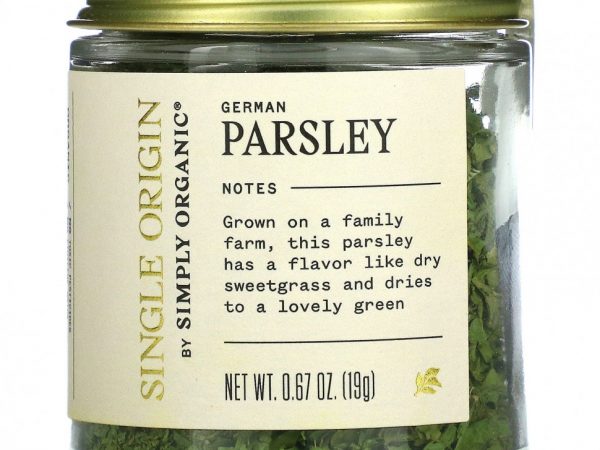 SINGLE ORIGIN
BY SIMPLY ORGANIC®
GERMAN
PARSLEY
NOTES
Grown on a family
farm, this parsley
has a flavor like dry
sweetgrass and dries
to a lovely green
NET WT. 0.67 OZ. (19g)